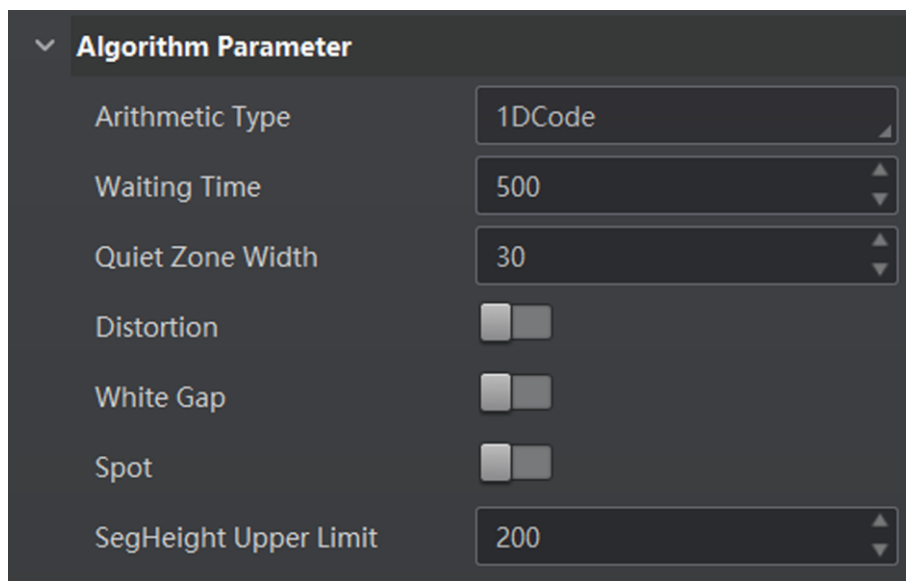 Algorithm Parameter
Arithmetic Type 1DCode
Waiting Time 500
Quiet Zone Width 30
Distortion
White Gap
Spot
SegHeight Upper Limit 200